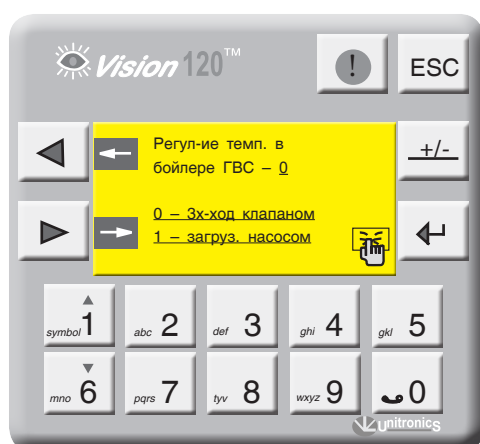 Vision 120™
!
ESC
Регул-ие темп. в
бойлере ГВС – 0
+/-
0 – 3х-ход клапаном
1 – загруз. насосом
symbol 1
abc 2
def 3
ghi 4
gkl 5
mno 6
pqrs 7
tyv 8
wxyz 9
0
Unitronics